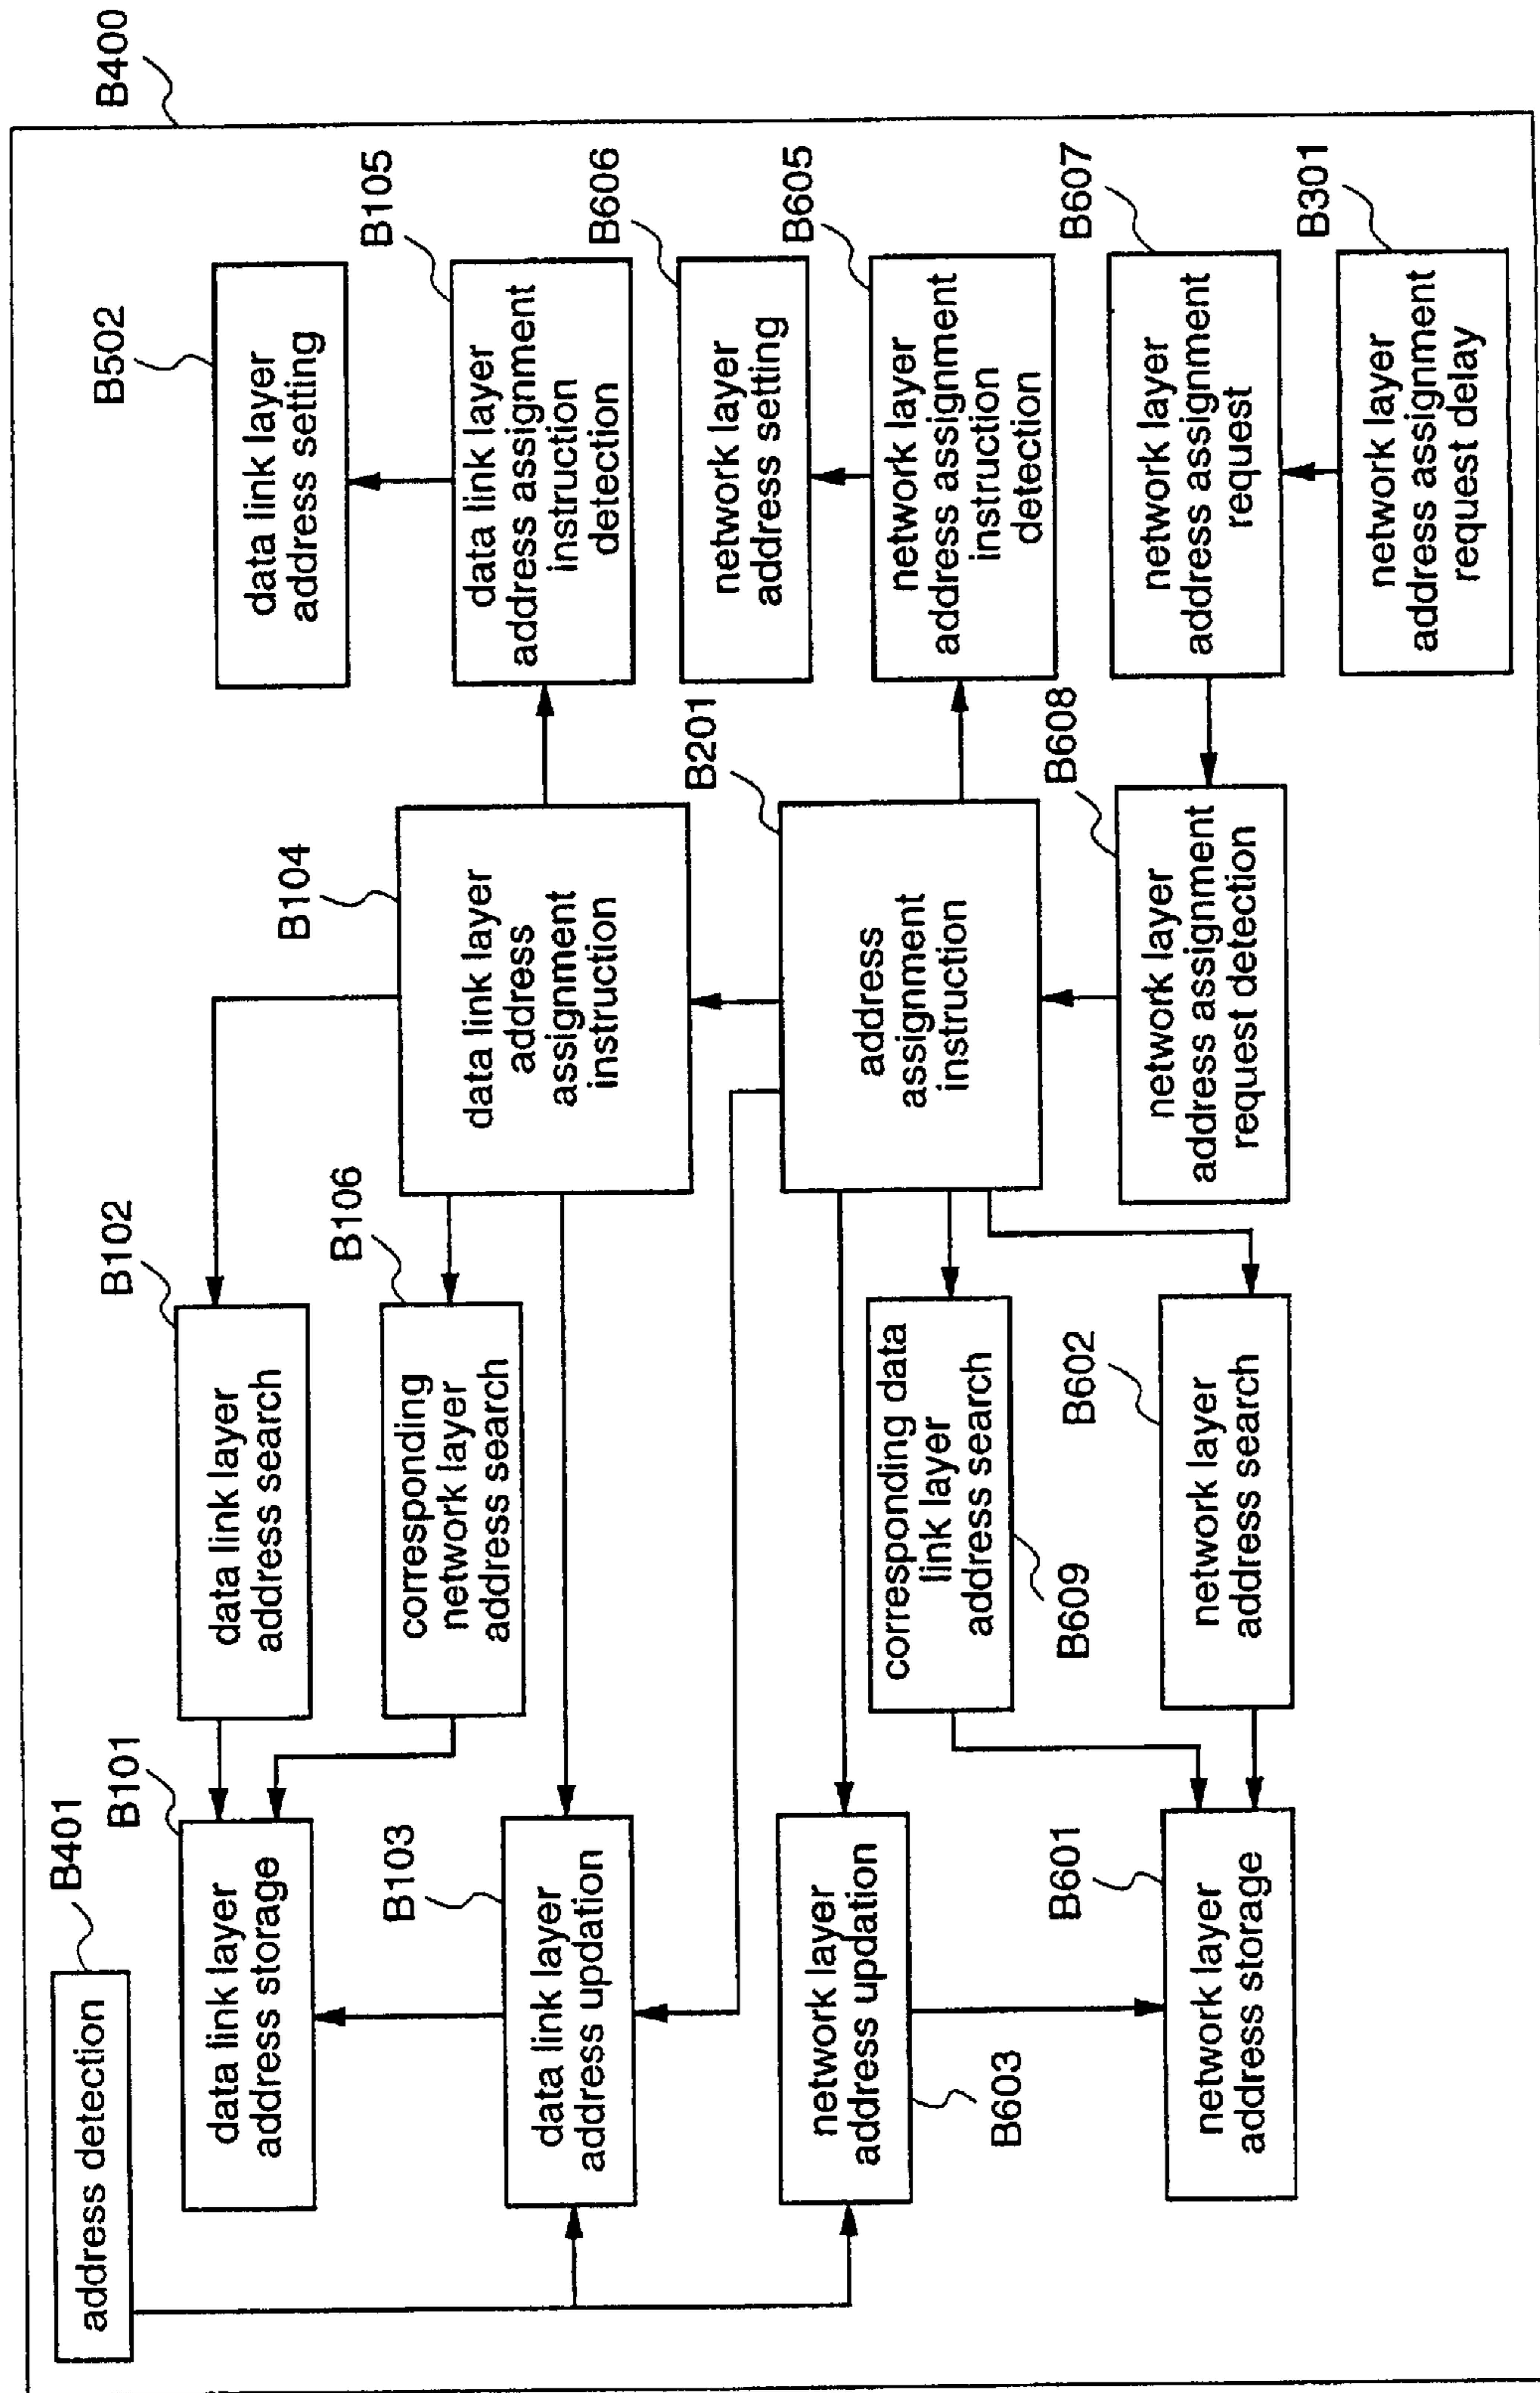 B400
address detection
B401
data link layer
address storage
B101
data link layer
address search
B102
data link layer
address setting
B502
corresponding
network layer
address search
B106
data link layer
address
assignment
instruction
B104
data link layer
address assignment
instruction
detection
B105
data link layer
address updation
B103
network layer
address setting
B606
network layer
address updation
B603
address
assignment
instruction
B201
corresponding data
link layer
address search
B609
network layer
address assignment
instruction
detection
B605
network layer
address storage
B601
network layer
address search
B602
network layer
address assignment
request detection
B608
network layer
address assignment
request
B607
network layer
address assignment
request delay
B301